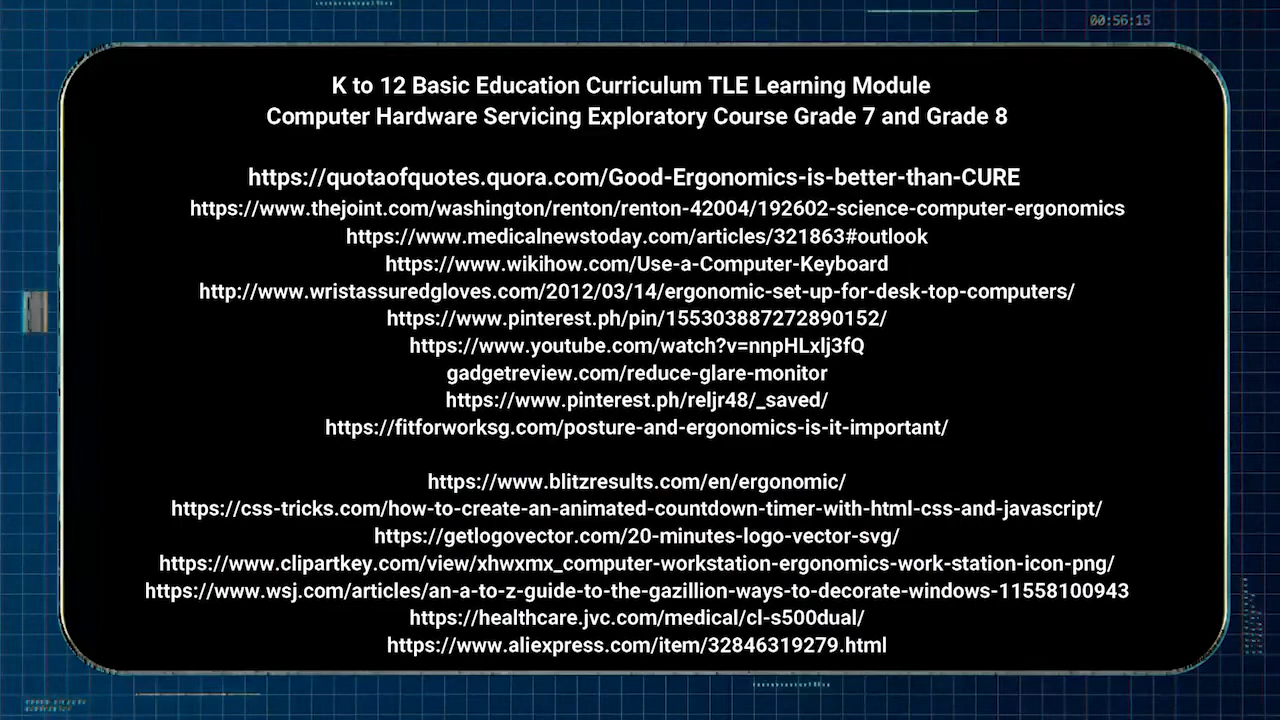 00:56:15
K to 12 Basic Education Curriculum TLE Learning Module
Computer Hardware Servicing Exploratory Course Grade 7 and Grade 8
https://quotaofquotes.quora.com/Good-Ergonomics-is-better-than-CURE
https://www.thejoint.com/washington/renton/renton-42004/192602-science-computer-ergonomics
https://www.medicalnewstoday.com/articles/321863#outlook
https://www.wikihow.com/Use-a-Computer-Keyboard
http://www.wristassuredgloves.com/2012/03/14/ergonomic-set-up-for-desk-top-computers/
https://www.pinterest.ph/pin/155303887272890152/
https://www.youtube.com/watch?v=nnpHLxlj3fQ
gadgetreview.com/reduce-glare-monitor
https://www.pinterest.ph/reljr48/_saved/
https://fitforworksg.com/posture-and-ergonomics-is-it-important/
https://www.blitzresults.com/en/ergonomic/
https://css-tricks.com/how-to-create-an-animated-countdown-timer-with-html-css-and-javascript/
https://getlogovector.com/20-minutes-logo-vector-svg/
https://www.clipartkey.com/view/xhwxmx_computer-workstation-ergonomics-work-station-icon-png/
https://www.wsj.com/articles/an-a-to-z-guide-to-the-gazillion-ways-to-decorate-windows-11558100943
https://healthcare.jvc.com/medical/cl-s500dual/
https://www.aliexpress.com/item/32846319279.html